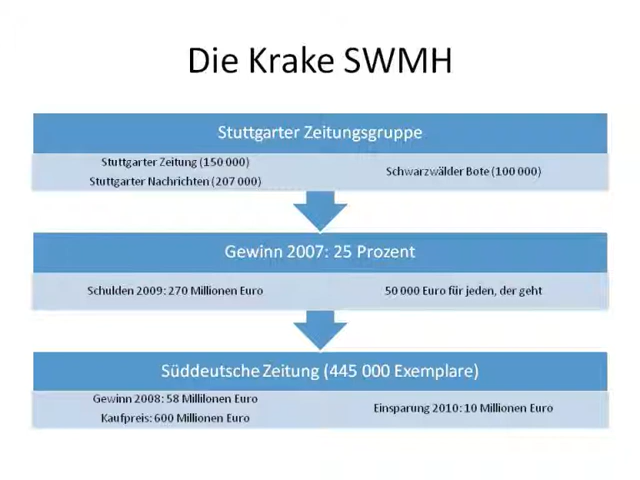 Die Krake SWMH
Stuttgarter Zeitungsgruppe
Stuttgarter Zeitung (150 000)
Stuttgarter Nachrichten (207 000)
Schwarzwälder Bote (100 000)
Gewinn 2007: 25 Prozent
Schulden 2009: 270 Millionen Euro
50 000 Euro für jeden, der geht
Süddeutsche Zeitung (445 000 Exemplare)
Gewinn 2008: 58 Millilonen Euro
Kaufpreis: 600 Millionen Euro
Einsparung 2010: 10 Millionen Euro